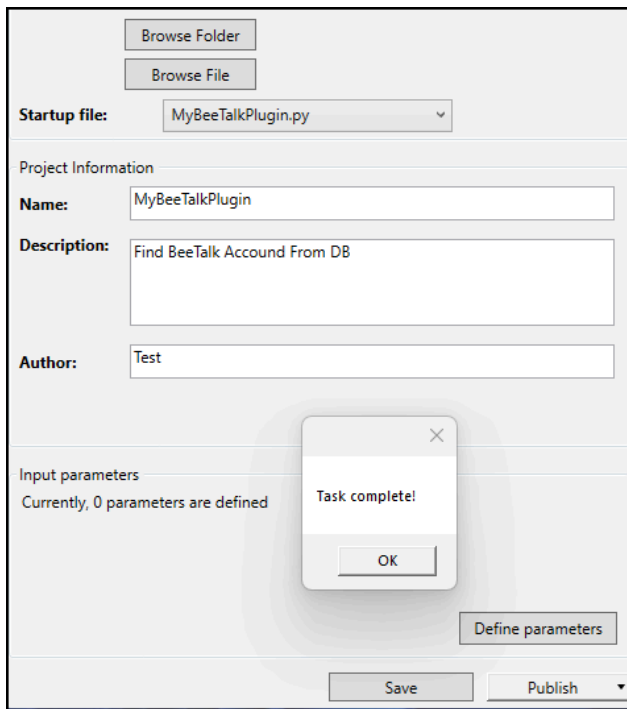 Browse Folder
Browse File
Startup file: MyBeeTalkPlugin.py
Project Information
Name: MyBeeTalkPlugin
Description: Find BeeTalk Accound From DB
Author: Test
Input parameters
Currently, 0 parameters are defined
Task complete!
OK
Define parameters
Save Publish